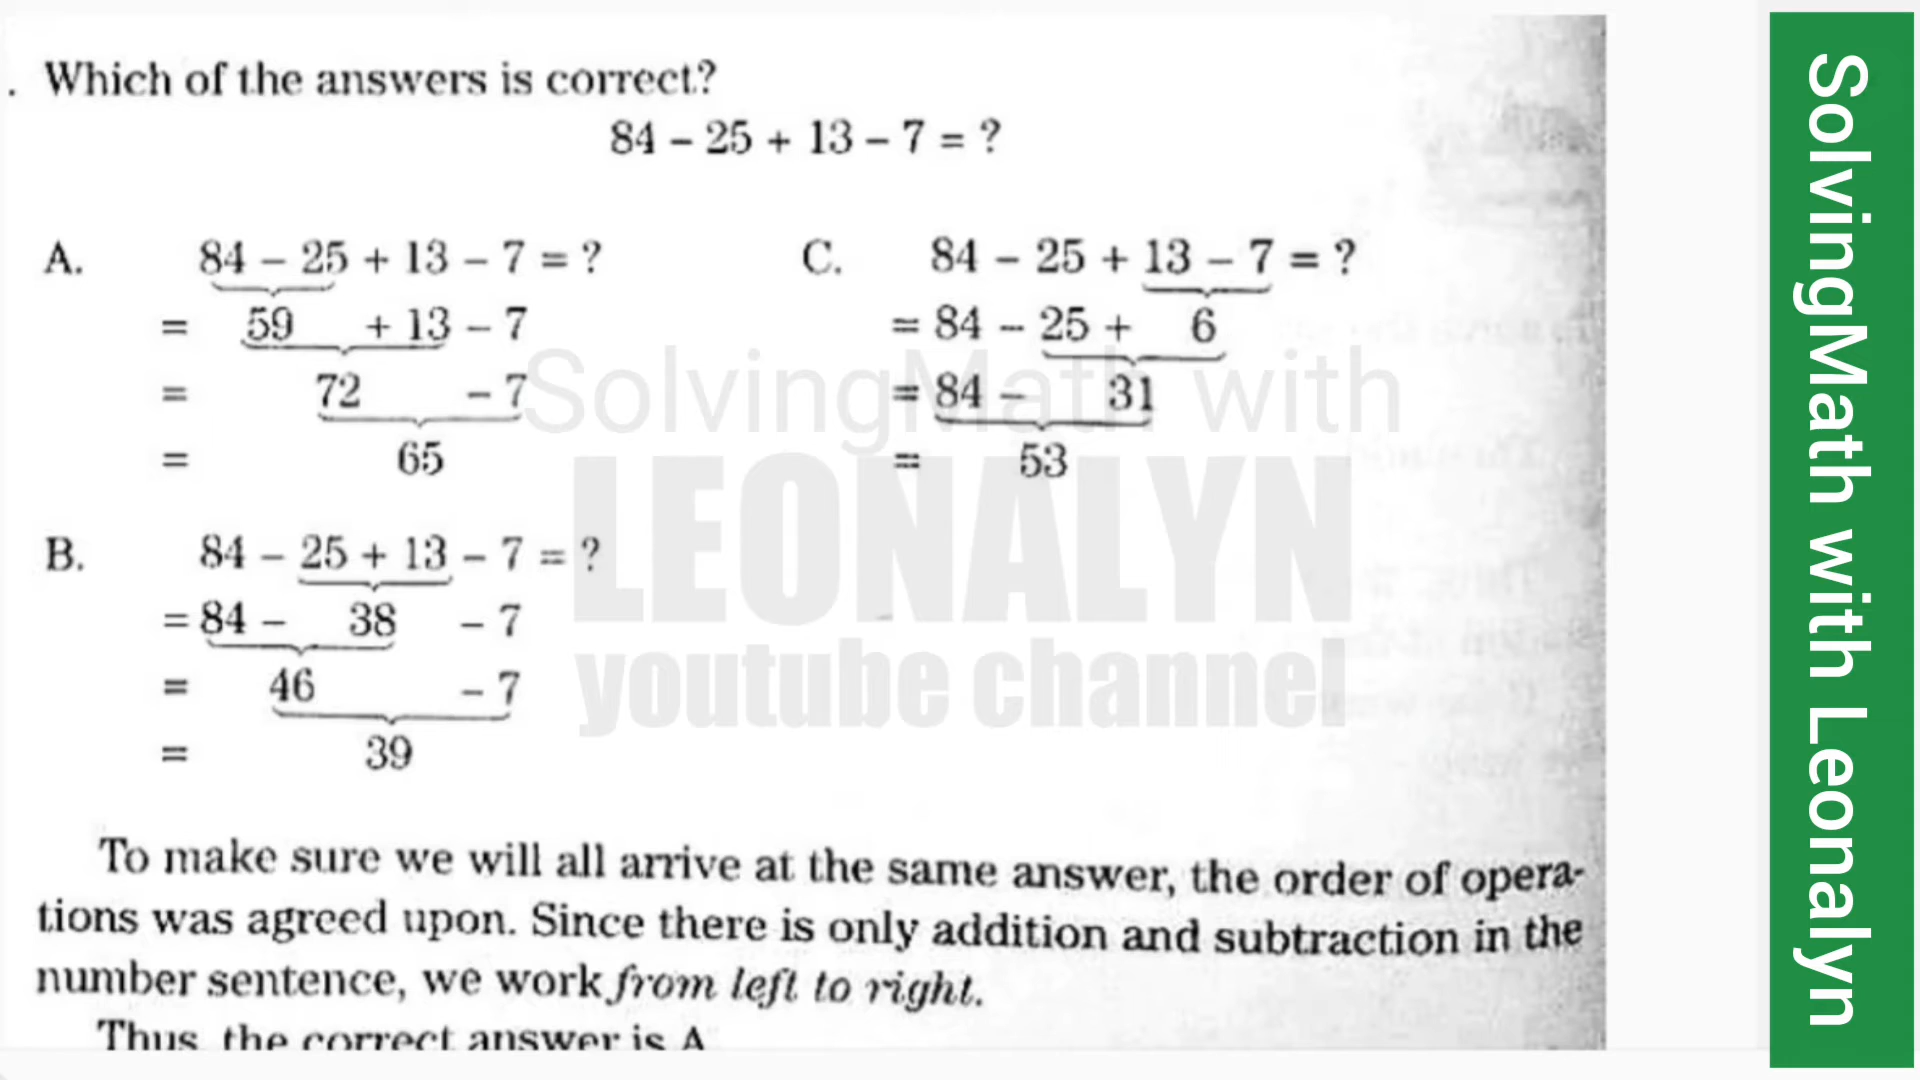 . Which of the answers is correct?
84 – 25 + 13 – 7 = ?
A. 84 – 25 + 13 – 7 = ?
= 59 + 13 – 7
= 72 – 7
= 65
B. 84 – 25 + 13 – 7 = ?
= 84 – 38 – 7
= 46 – 7
= 39
C. 84 – 25 + 13 – 7 = ?
= 84 – 25 + 6
= 84 – 31
= 53
To make sure we will all arrive at the same answer, the order of opera-
tions was agreed upon. Since there is only addition and subtraction in the
number sentence, we work from left to right.
Thus, the correct answer is A
SolvingMath with
LEONALYN
youtube channel
SolvingMath with Leonalyn